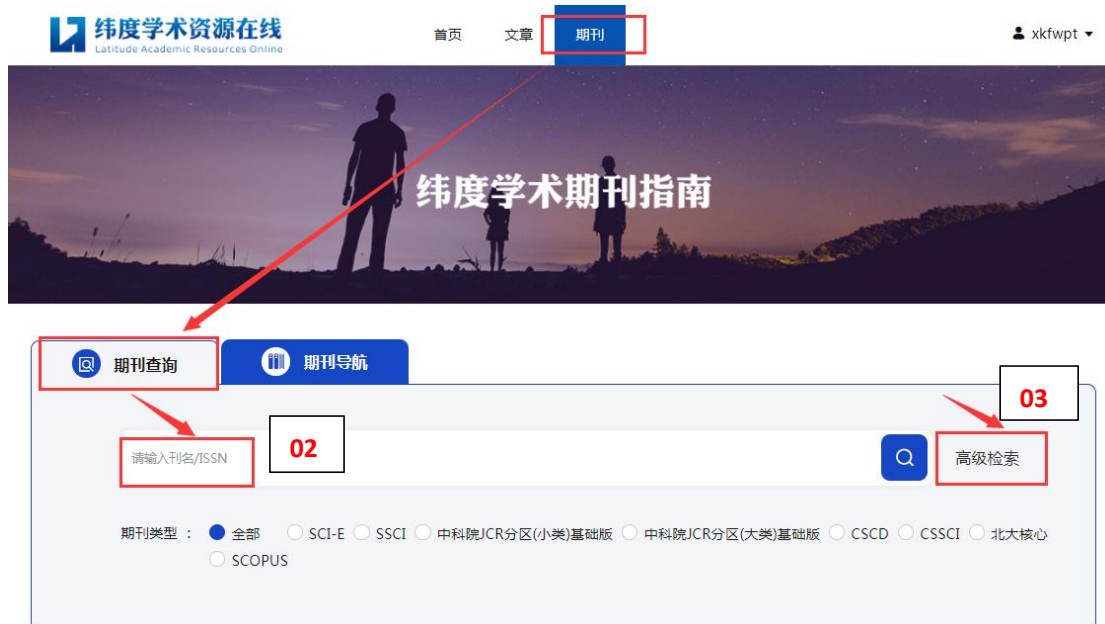 纬度学术资源在线
Latitude Academic Resources Online
首页 文章 期刊
xkfwpt
纬度学术期刊指南
期刊查询 期刊导航
03
请输入刊名/ISSN
02
高级检索
期刊类型 : 全部 SCI-E SSCI 中科院JCR分区(小类)基础版 中科院JCR分区(大类)基础版 CSCD CSSCI 北大核心
SCOPUS